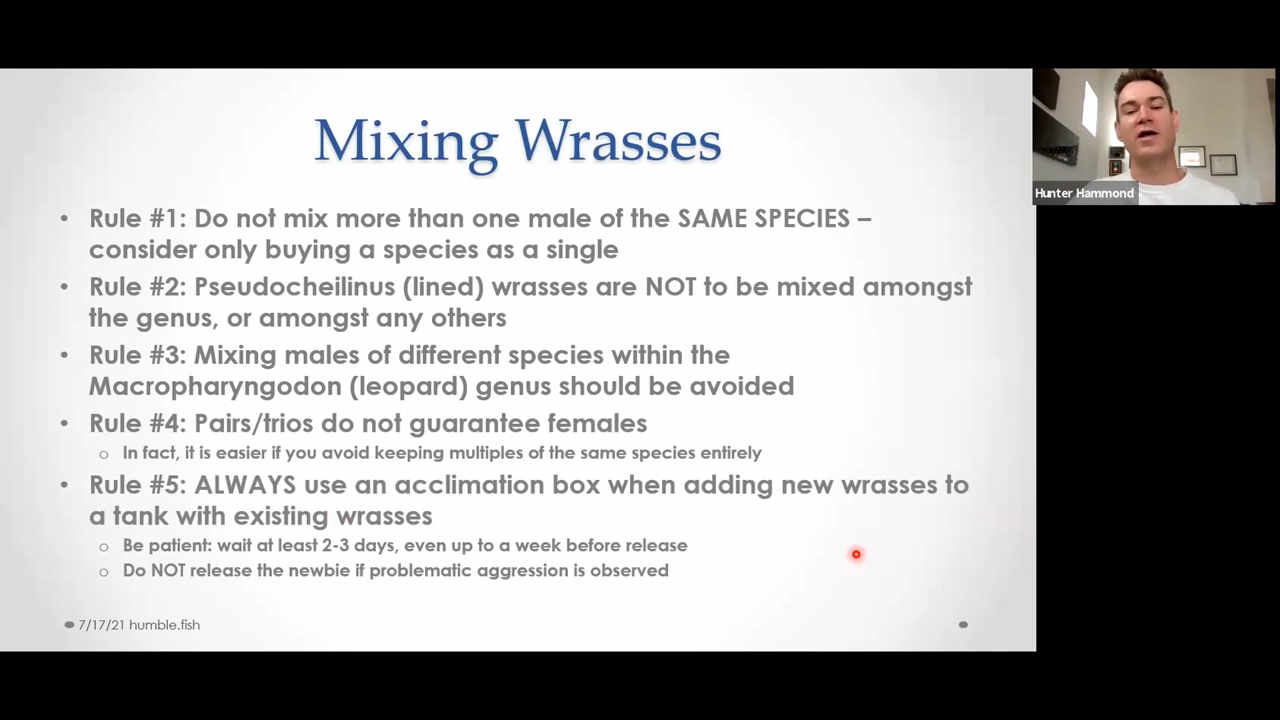 Mixing Wrasses
• Rule #1: Do not mix more than one male of the SAME SPECIES –
consider only buying a species as a single
• Rule #2: Pseudocheilinus (lined) wrasses are NOT to be mixed amongst
the genus, or amongst any others
• Rule #3: Mixing males of different species within the
Macropharyngodon (leopard) genus should be avoided
• Rule #4: Pairs/trios do not guarantee females
o In fact, it is easier if you avoid keeping multiples of the same species entirely
• Rule #5: ALWAYS use an acclimation box when adding new wrasses to
a tank with existing wrasses
o Be patient: wait at least 2-3 days, even up to a week before release
o Do NOT release the newbie if problematic aggression is observed
7/17/21 humble.fish
Hunter Hammond